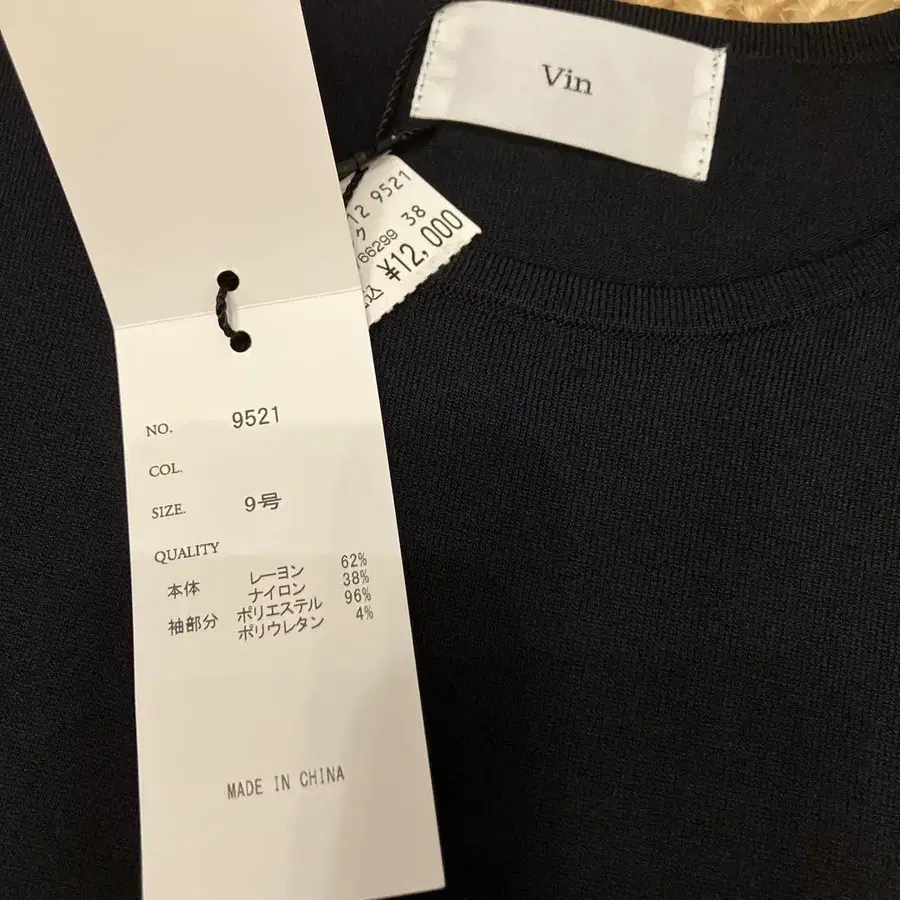 Vin
12 9521
ク
66299 38
¥12,000
込
NO. 9521
COL.
SIZE. 9号
QUALITY
本体 レーヨン 62%
ナイロン 38%
袖部分 ポリエステル 96%
ポリウレタン 4%
MADE IN CHINA